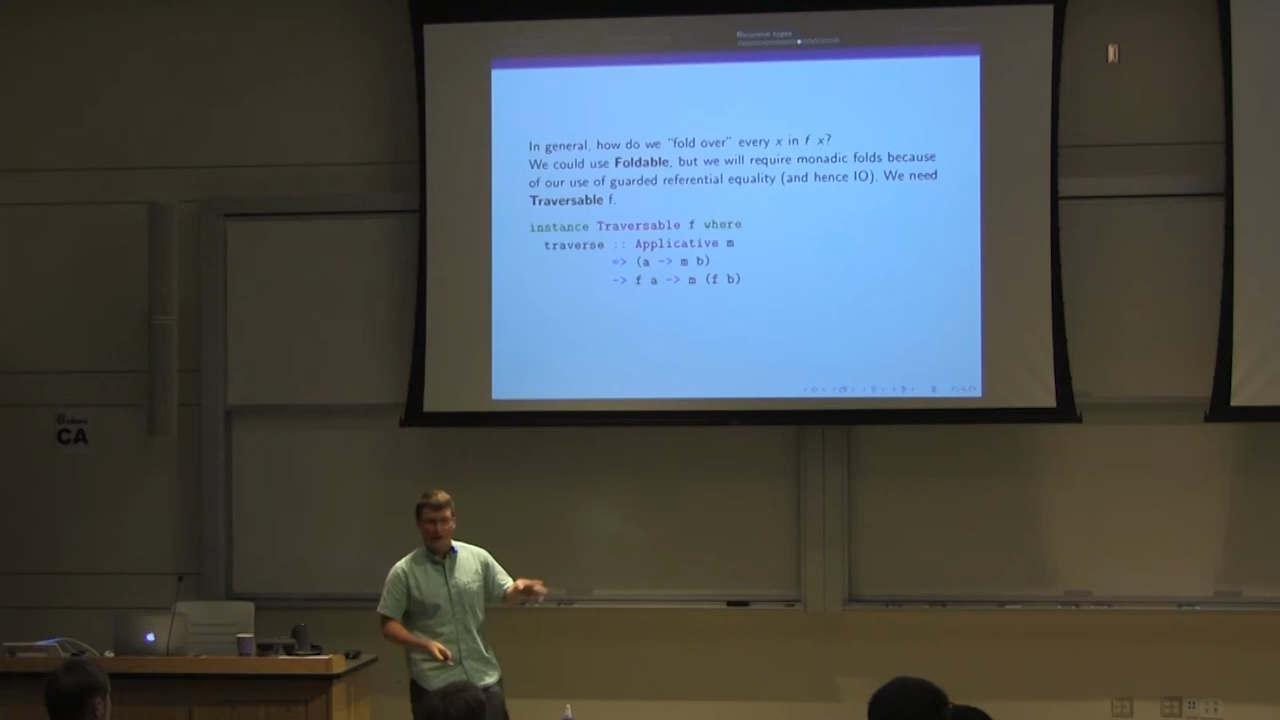 Recursive types
In general, how do we "fold over" every x in f x?
We could use Foldable, but we will require monadic folds because
of our use of guarded referential equality (and hence IO). We need
Traversable f.
instance Traversable f where
traverse :: Applicative m
=> (a -> m b)
-> f a -> m (f b)
CA